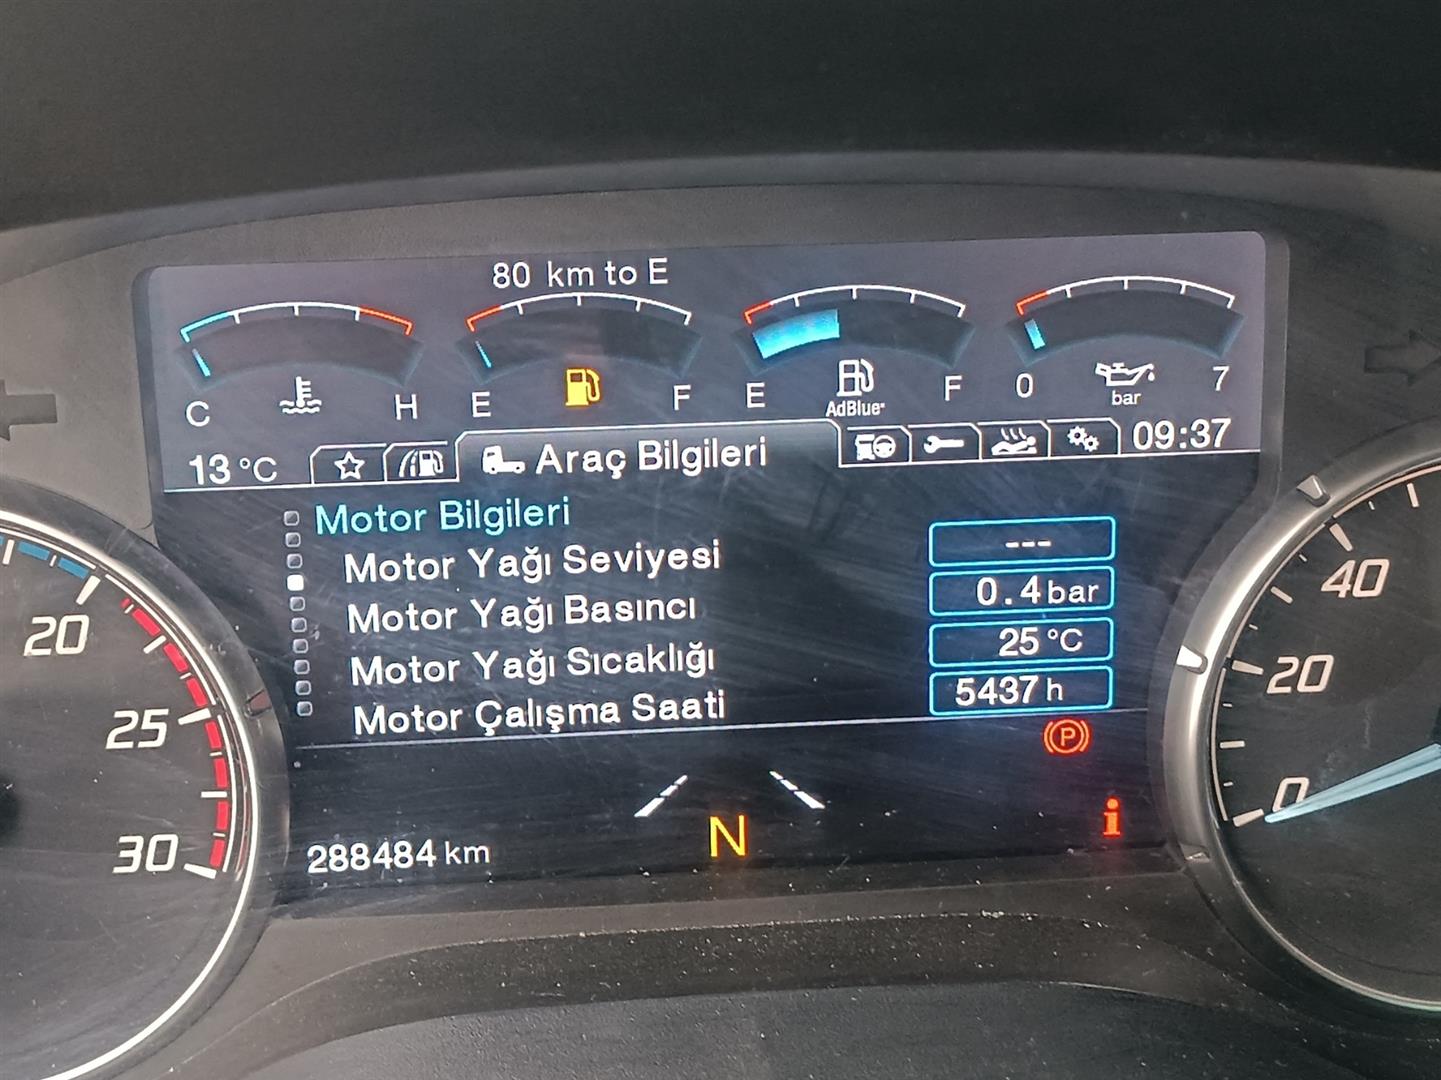 80 km to E
C H E F E AdBlue F 0 bar 7
13 °C Araç Bilgileri 09:37
Motor Bilgileri
Motor Yağı Seviyesi ---
Motor Yağı Basıncı 0.4 bar
Motor Yağı Sıcaklığı 25 °C
Motor Çalışma Saati 5437 h
P
288484 km N i
20
25
30
40
20
0